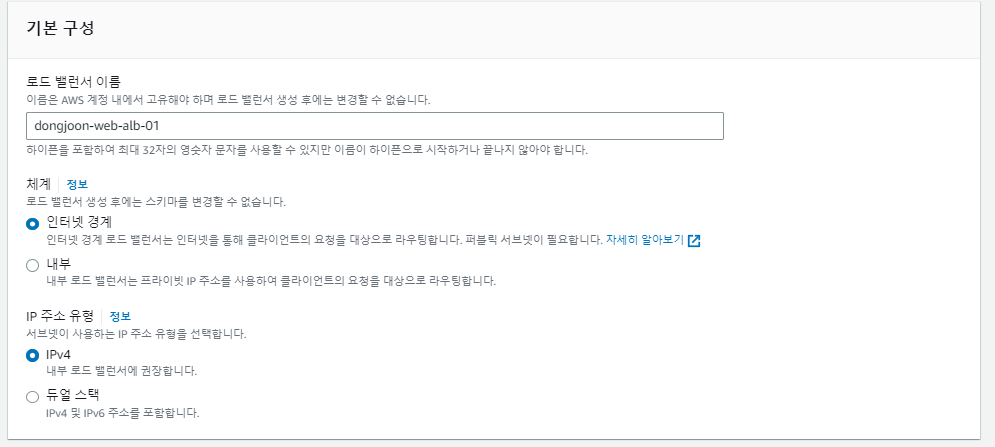 기본 구성
로드 밸런서 이름
이름은 AWS 계정 내에서 고유해야 하며 로드 밸런서 생성 후에는 변경할 수 없습니다.
dongjoon-web-alb-01
하이픈을 포함하여 최대 32자의 영숫자 문자를 사용할 수 있지만 이름이 하이픈으로 시작하거나 끝나지 않아야 합니다.
체계 정보
로드 밸런서 생성 후에는 스키마를 변경할 수 없습니다.
인터넷 경계
인터넷 경계 로드 밸런서는 인터넷을 통해 클라이언트의 요청을 대상으로 라우팅합니다. 퍼블릭 서브넷이 필요합니다. 자세히 알아보기
내부
내부 로드 밸런서는 프라이빗 IP 주소를 사용하여 클라이언트의 요청을 대상으로 라우팅합니다.
IP 주소 유형 정보
서브넷이 사용하는 IP 주소 유형을 선택합니다.
IPv4
내부 로드 밸런서에 권장합니다.
듀얼 스택
IPv4 및 IPv6 주소를 포함합니다.